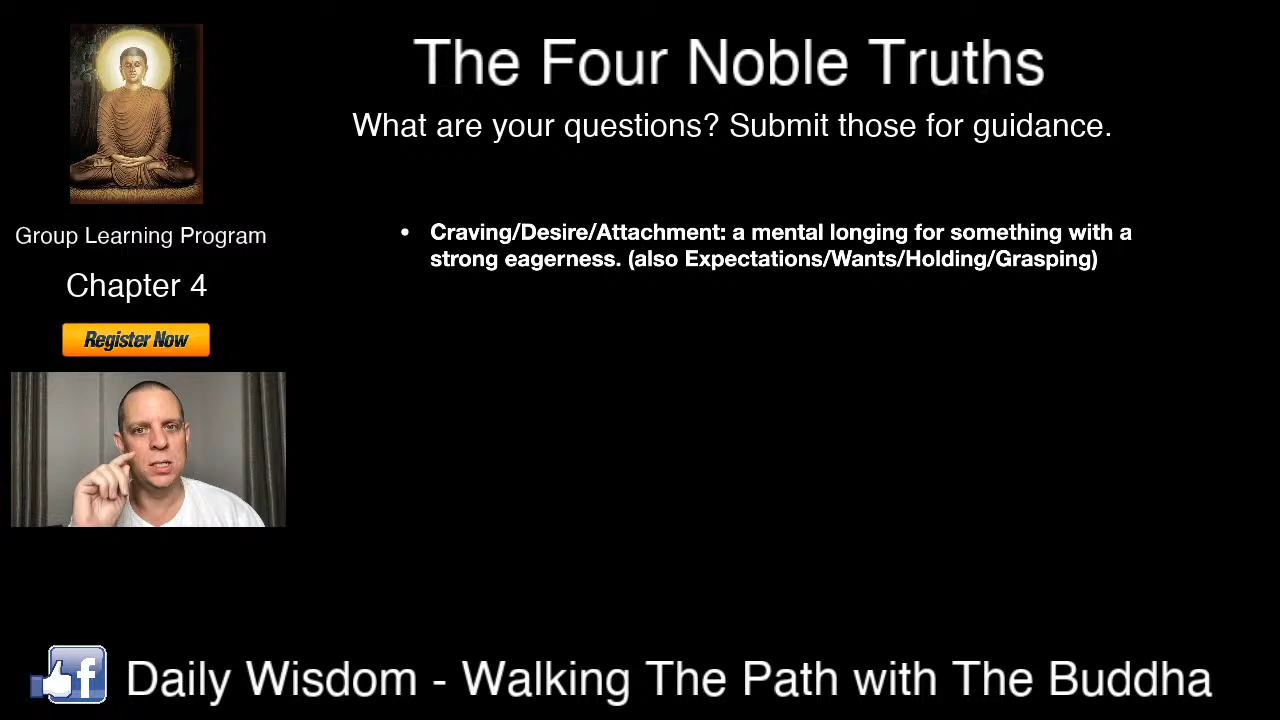 The Four Noble Truths
What are your questions? Submit those for guidance.
Group Learning Program
Chapter 4
Register Now
• Craving/Desire/Attachment: a mental longing for something with a
strong eagerness. (also Expectations/Wants/Holding/Grasping)
f
Daily Wisdom - Walking The Path with The Buddha